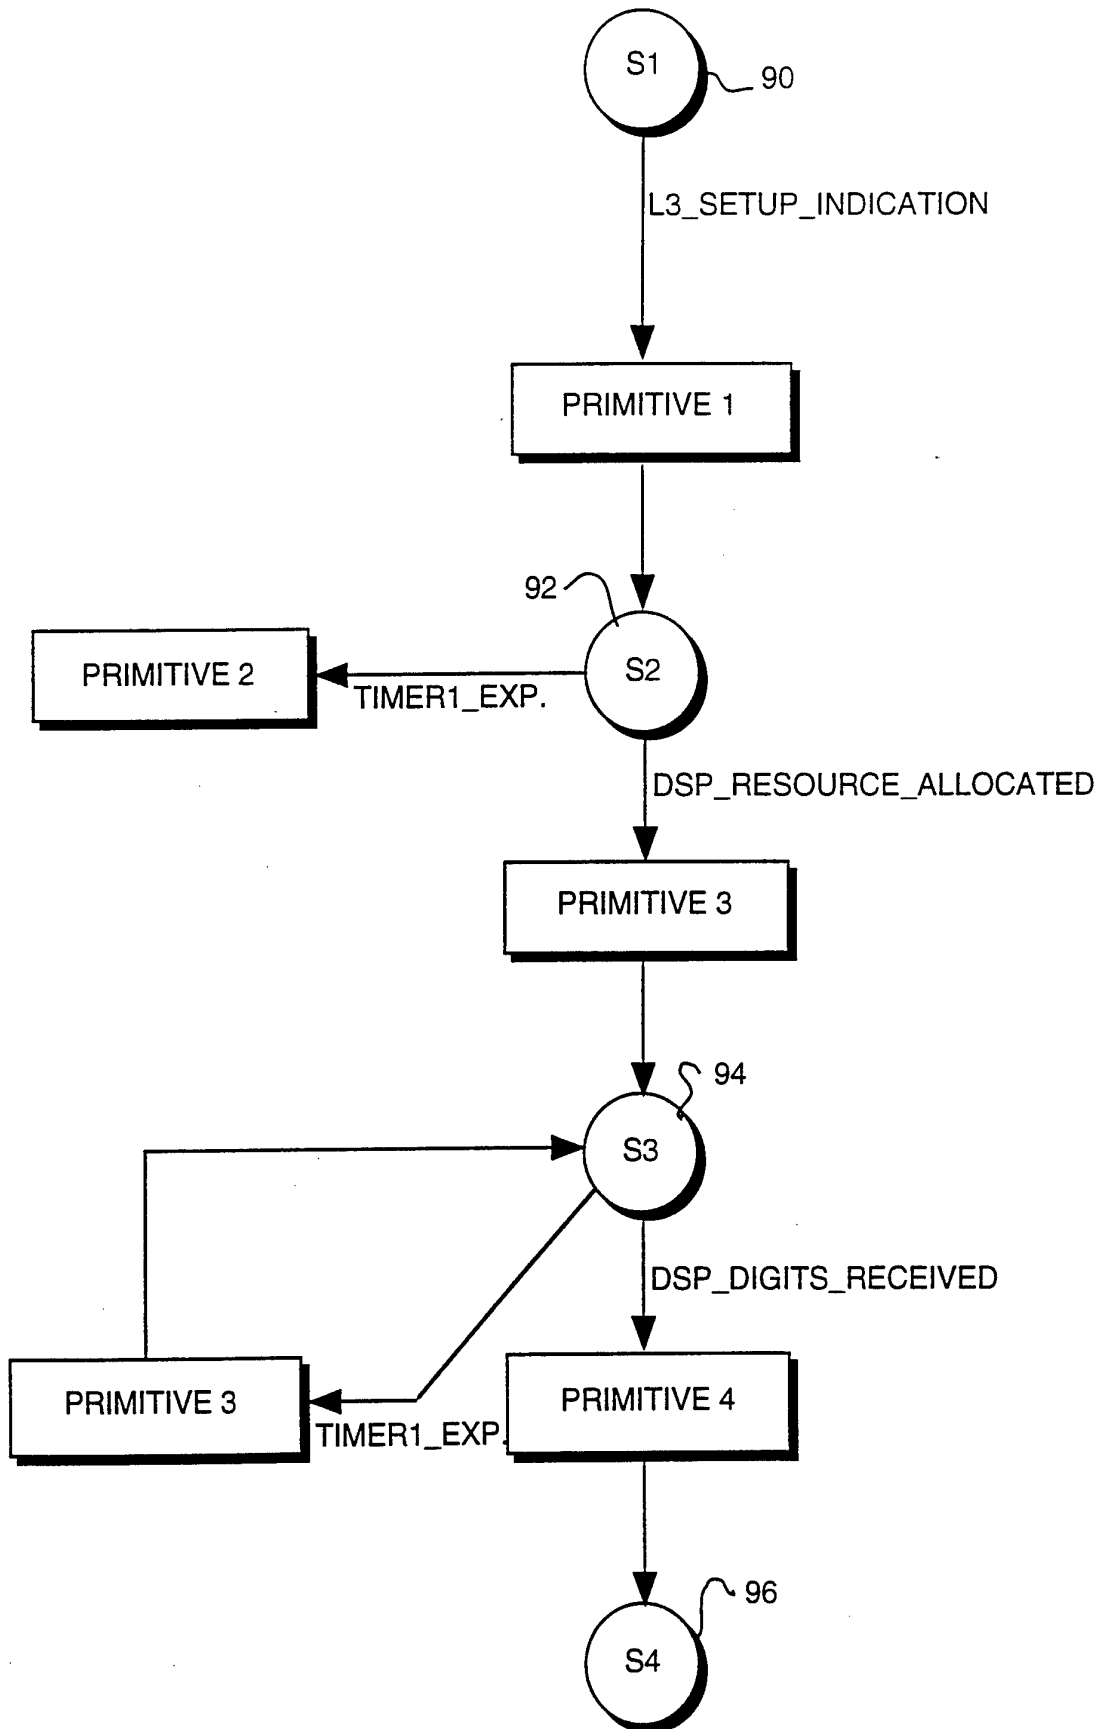 S1
90
L3_SETUP_INDICATION
PRIMITIVE 1
92
S2
PRIMITIVE 2
TIMER1_EXP.
DSP_RESOURCE_ALLOCATED
PRIMITIVE 3
94
S3
DSP_DIGITS_RECEIVED
PRIMITIVE 3
TIMER1_EXP.
PRIMITIVE 4
96
S4